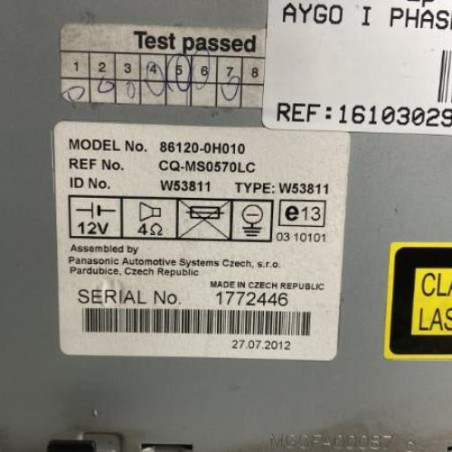 AYGO I PHAS
REF:16103029
Test passed
1 2 3 4 5 6 7 8
MODEL No. 86120-0H010
REF No. CQ-MS0570LC
ID No. W53811 TYPE: W53811
12V 4Ω e13
03 10101
Assembled by
Panasonic Automotive Systems Czech, s.r.o.
Pardubice, Czech Republic
MADE IN CZECH REPUBLIC
SERIAL No. 1772446
27.07.2012
CLA
LAS